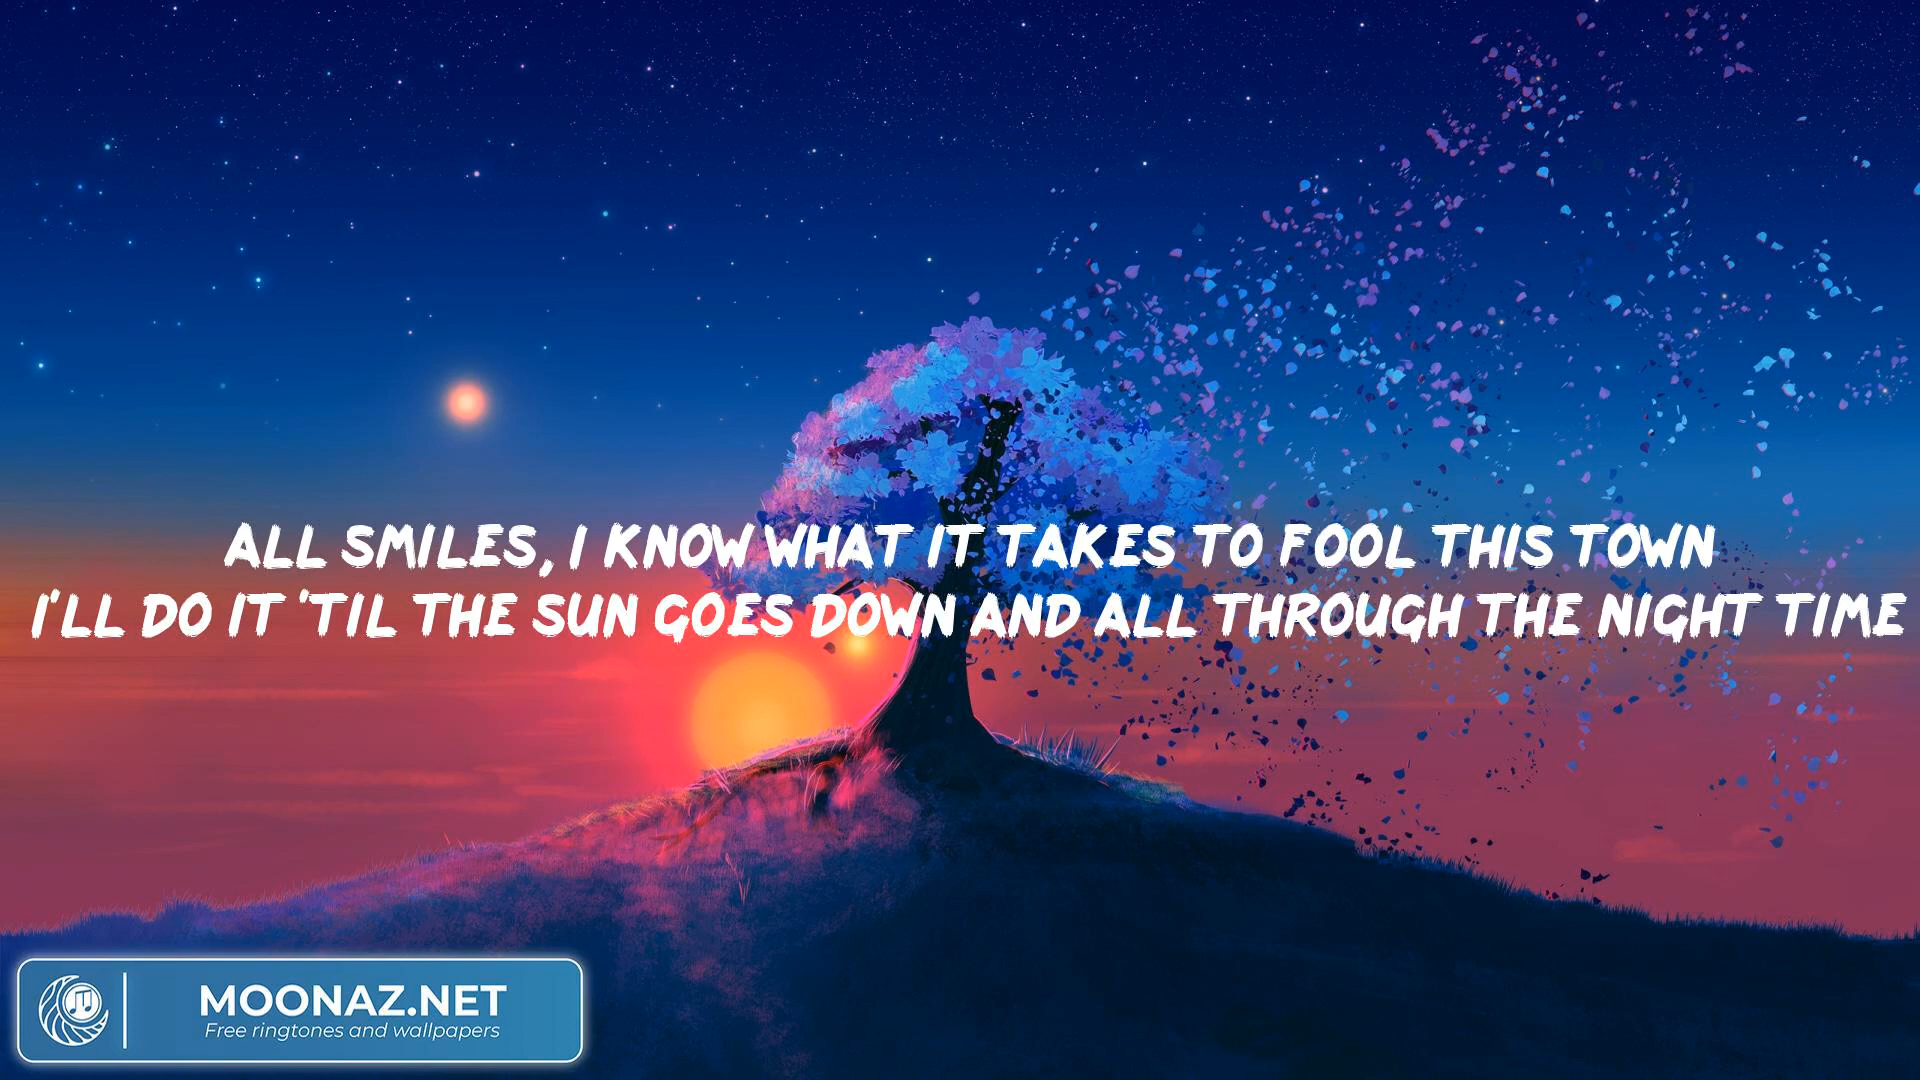 ALL SMILES, I KNOW WHAT IT TAKES TO FOOL THIS TOWN
I'LL DO IT 'TIL THE SUN GOES DOWN AND ALL THROUGH THE NIGHT TIME
MOONAZ.NET
Free ringtones and wallpapers